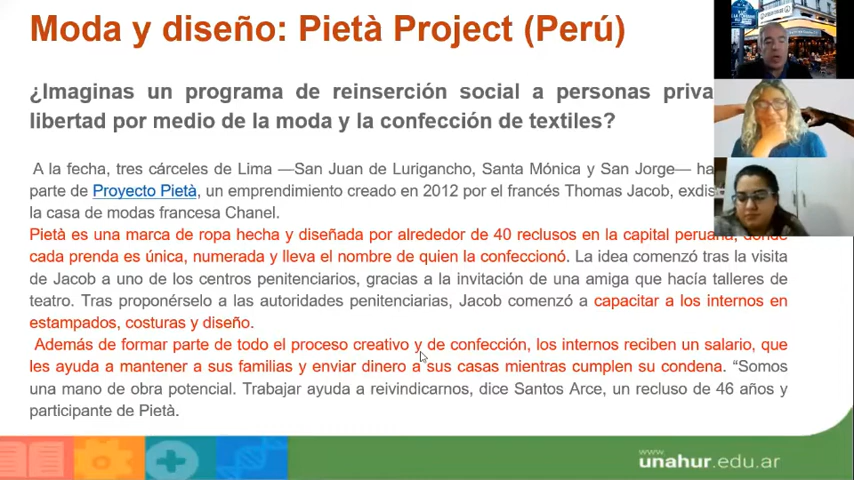 Moda y diseño: Pietà Project (Perú)
¿Imaginas un programa de reinserción social a personas
libertad por medio de la moda y la confección de textiles?
A la fecha, tres cárceles de Lima —San Juan de Lurigancho, Santa Mónica y San Jorge—
parte de Proyecto Pietà, un emprendimiento creado en 2012 por el francés Thomas Jacob,
la casa de modas francesa Chanel.
Pietà es una marca de ropa hecha y diseñada por alrededor de 40 reclusos en la capital peruana, donde
cada prenda es única, numerada y lleva el nombre de quien la confeccionó. La idea comenzó tras la visita
de Jacob a uno de los centros penitenciarios, gracias a la invitación de una amiga que hacía talleres de
teatro. Tras proponérselo a las autoridades penitenciarias, Jacob comenzó a capacitar a los internos en
estampados, costuras y diseño.
Además de formar parte de todo el proceso creativo y de confección, los internos reciben un salario, que
les ayuda a mantener a sus familias y enviar dinero a sus casas mientras cumplen su condena. “Somos
una mano de obra potencial. Trabajar ayuda a reivindicarnos, dice Santos Arce, un recluso de 46 años y
participante de Pietà.
www.
unahur.edu.ar